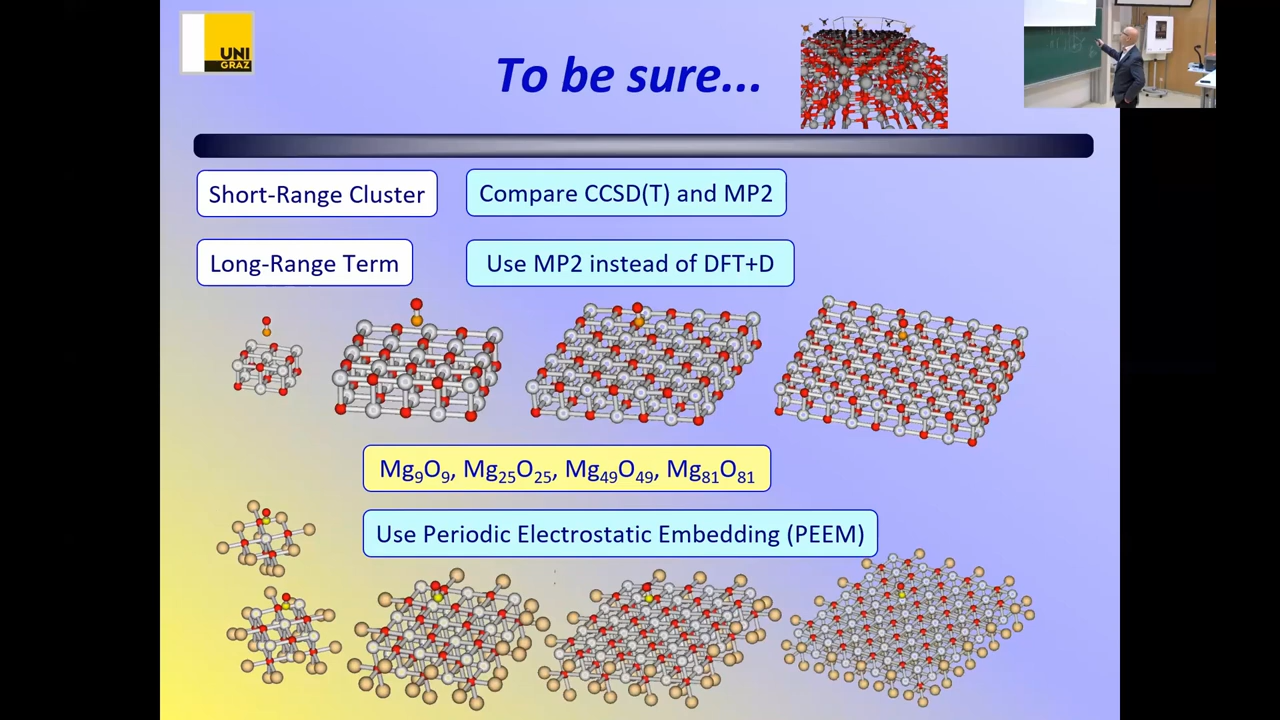 UNI
GRAZ
To be sure...
Short-Range Cluster
Compare CCSD(T) and MP2
Long-Range Term
Use MP2 instead of DFT+D
Mg₉O₉, Mg₂₅O₂₅, Mg₄₉O₄₉, Mg₈₁O₈₁
Use Periodic Electrostatic Embedding (PEEM)